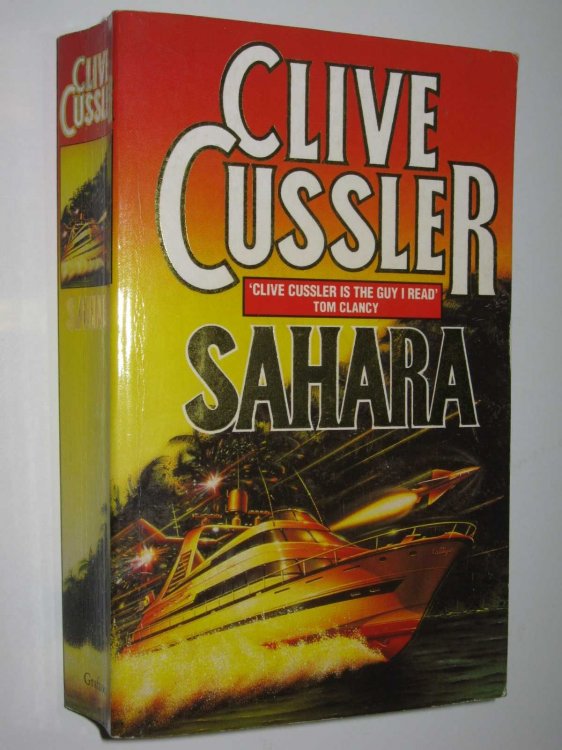 CLIVE
CUSSLER
'CLIVE CUSSLER IS THE GUY I READ'
TOM CLANCY
SAHARA
CLIVE
CUSSLER
SAHARA